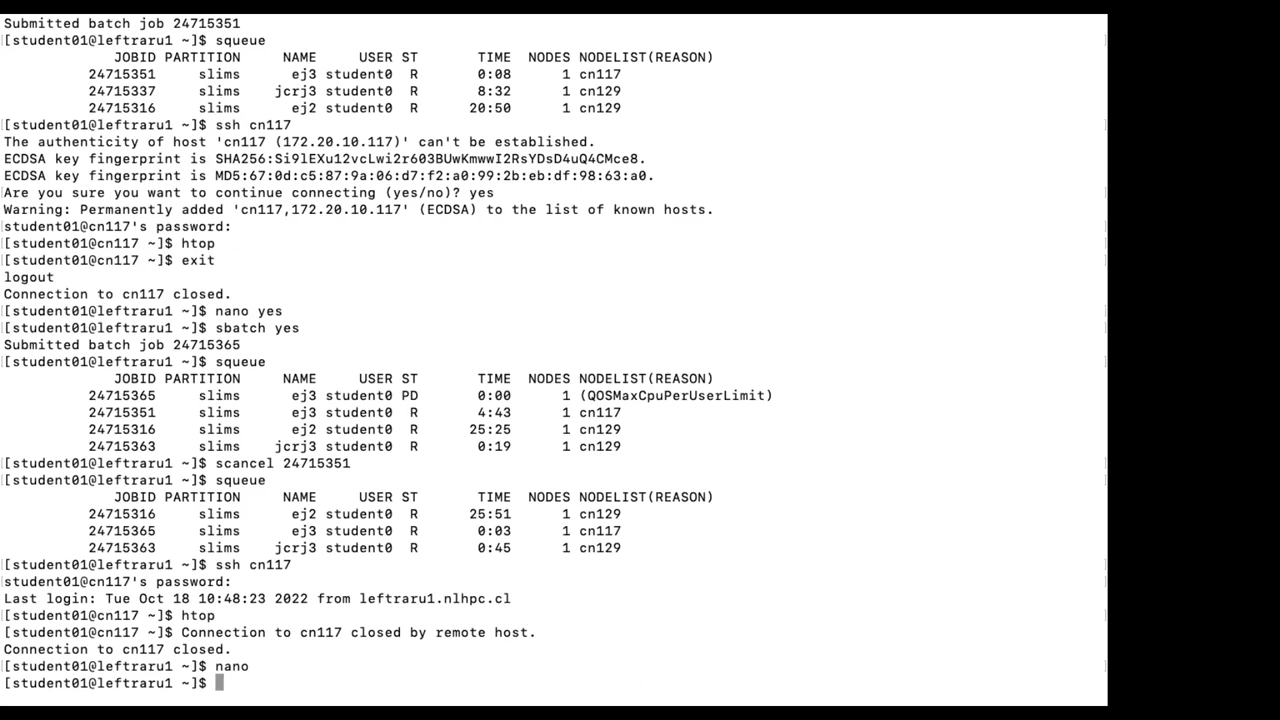 Submitted batch job 24715351
[student01@leftraru1 ~]$ squeue
JOBID PARTITION NAME USER ST TIME NODES NODELIST(REASON)
24715351 slims ej3 student0 R 0:08 1 cn117
24715337 slims jcrj3 student0 R 8:32 1 cn129
24715316 slims ej2 student0 R 20:50 1 cn129
[student01@leftraru1 ~]$ ssh cn117
The authenticity of host 'cn117 (172.20.10.117)' can't be established.
ECDSA key fingerprint is SHA256:Si9lEXu12vcLwi2r603BUwKmwwI2RsYDsD4uQ4CMce8.
ECDSA key fingerprint is MD5:67:0d:c5:87:9a:06:d7:f2:a0:99:2b:eb:df:98:63:a0.
Are you sure you want to continue connecting (yes/no)? yes
Warning: Permanently added 'cn117,172.20.10.117' (ECDSA) to the list of known hosts.
student01@cn117's password:
[student01@cn117 ~]$ htop
[student01@cn117 ~]$ exit
logout
Connection to cn117 closed.
[student01@leftraru1 ~]$ nano yes
[student01@leftraru1 ~]$ sbatch yes
Submitted batch job 24715365
[student01@leftraru1 ~]$ squeue
JOBID PARTITION NAME USER ST TIME NODES NODELIST(REASON)
24715365 slims ej3 student0 PD 0:00 1 (QOSMaxCpuPerUserLimit)
24715351 slims ej3 student0 R 4:43 1 cn117
24715316 slims ej2 student0 R 25:25 1 cn129
24715363 slims jcrj3 student0 R 0:19 1 cn129
[student01@leftraru1 ~]$ scancel 24715351
[student01@leftraru1 ~]$ squeue
JOBID PARTITION NAME USER ST TIME NODES NODELIST(REASON)
24715316 slims ej2 student0 R 25:51 1 cn129
24715365 slims ej3 student0 R 0:03 1 cn117
24715363 slims jcrj3 student0 R 0:45 1 cn129
[student01@leftraru1 ~]$ ssh cn117
student01@cn117's password:
Last login: Tue Oct 18 10:48:23 2022 from leftraru1.nlhpc.cl
[student01@cn117 ~]$ htop
[student01@cn117 ~]$ Connection to cn117 closed by remote host.
Connection to cn117 closed.
[student01@leftraru1 ~]$ nano
[student01@leftraru1 ~]$